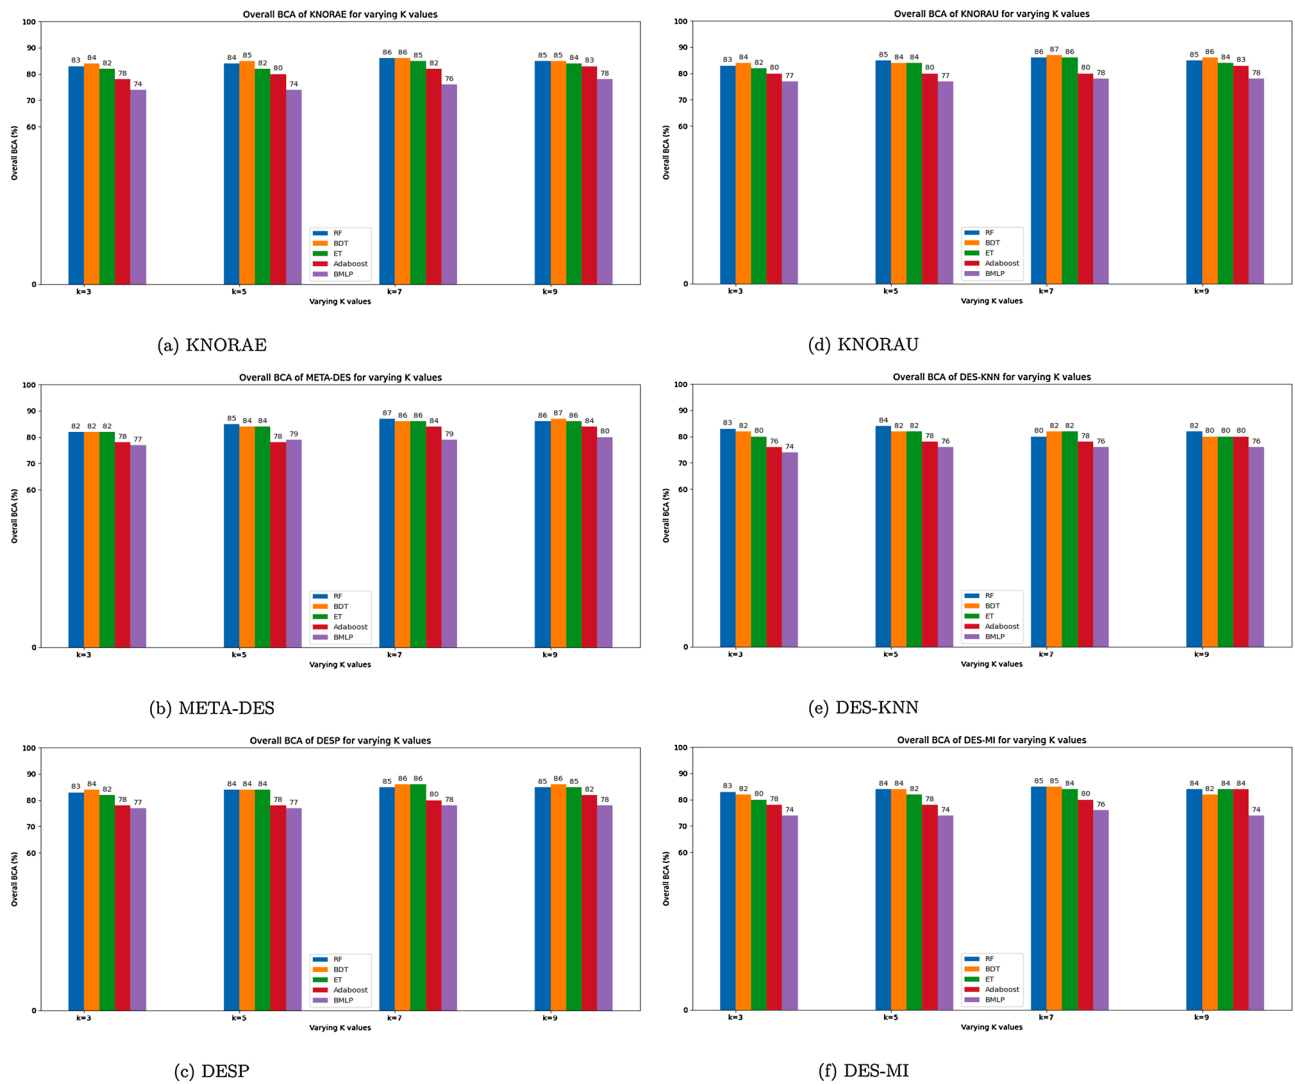 Overall BCA of KNORAE for varying K values
100
90
80
70
60
0
Overall BCA (%)
83 84 82 78 74
84 85 82 80 74
86 86 85 82 76
85 85 84 83 78
RF
BDT
ET
Adaboost
BMLP
k=3 k=5 k=7 k=9
Varying K values
(a) KNORAE
Overall BCA of KNORAU for varying K values
100
90
80
70
60
0
Overall BCA (%)
83 84 82 80 77
85 84 84 80 77
86 87 86 80 78
85 86 84 83 78
RF
BDT
ET
Adaboost
BMLP
k=3 k=5 k=7 k=9
Varying K values
(d) KNORAU
Overall BCA of META-DES for varying K values
100
90
80
70
60
0
Overall BCA (%)
82 82 82 78 77
85 84 84 78 79
87 86 86 84 79
86 87 86 84 80
RF
BDT
ET
Adaboost
BMLP
k=3 k=5 k=7 k=9
Varying K values
(b) META-DES
Overall BCA of DES-KNN for varying K values
100
90
80
70
60
0
Overall BCA (%)
83 82 80 76 74
84 82 82 78 76
80 82 82 78 76
82 80 80 80 76
RF
BDT
ET
Adaboost
BMLP
k=3 k=5 k=7 k=9
Varying K values
(e) DES-KNN
Overall BCA of DESP for varying K values
100
90
80
70
60
0
Overall BCA (%)
83 84 82 78 77
84 84 84 78 77
85 86 86 80 78
85 86 85 82 78
RF
BDT
ET
Adaboost
BMLP
k=3 k=5 k=7 k=9
Varying K values
(c) DESP
Overall BCA of DES-MI for varying K values
100
90
80
70
60
0
Overall BCA (%)
83 82 80 78 74
84 84 82 78 74
85 85 84 80 76
84 82 84 84 74
RF
BDT
ET
Adaboost
BMLP
k=3 k=5 k=7 k=9
Varying K values
(f) DES-MI